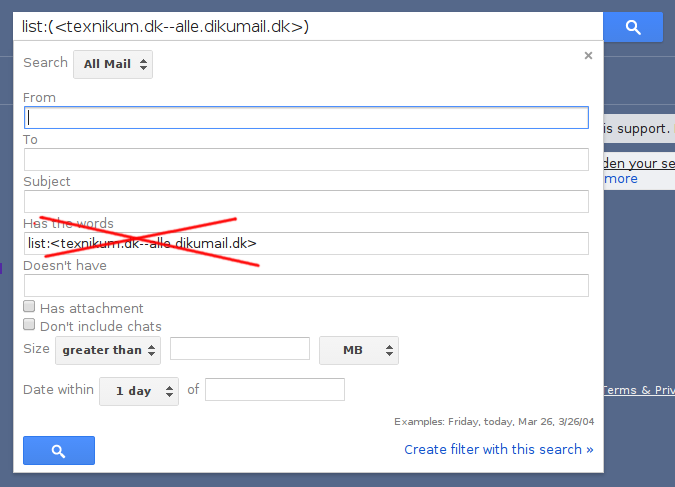 list:(<texnikum.dk--alle.dikumail.dk>)
Search All Mail
×
From
is support.
To
den your se
more
Subject
Has the words
list:<texnikum.dk--alle.dikumail.dk>
Doesn't have
Has attachment
Don't include chats
Size greater than MB
Date within 1 day of
Terms & Priv
Examples: Friday, today, Mar 26, 3/26/04
Create filter with this search »